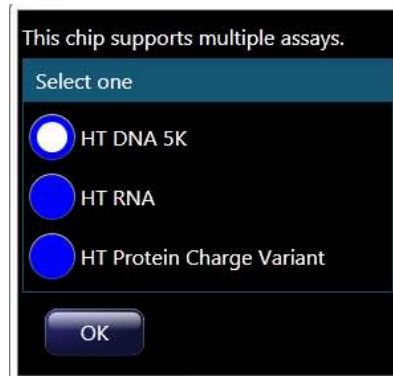 This chip supports multiple assays.
Select one
HT DNA 5K
HT RNA
HT Protein Charge Variant
OK